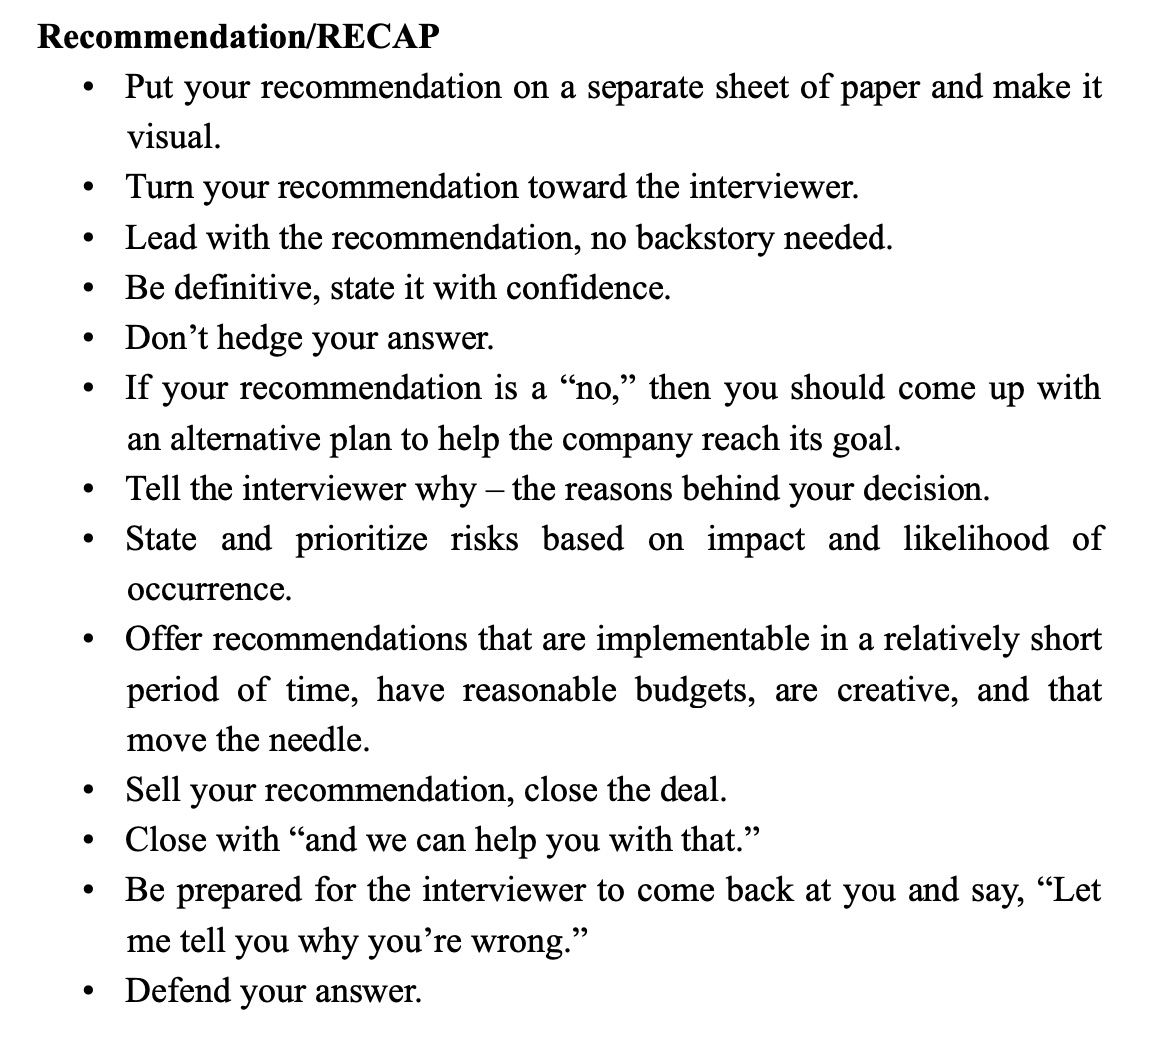 Recommendation/RECAP
• Put your recommendation on a separate sheet of paper and make it
visual.
• Turn your recommendation toward the interviewer.
• Lead with the recommendation, no backstory needed.
• Be definitive, state it with confidence.
• Don’t hedge your answer.
• If your recommendation is a “no,” then you should come up with
an alternative plan to help the company reach its goal.
• Tell the interviewer why – the reasons behind your decision.
• State and prioritize risks based on impact and likelihood of
occurrence.
• Offer recommendations that are implementable in a relatively short
period of time, have reasonable budgets, are creative, and that
move the needle.
• Sell your recommendation, close the deal.
• Close with “and we can help you with that.”
• Be prepared for the interviewer to come back at you and say, “Let
me tell you why you’re wrong.”
• Defend your answer.